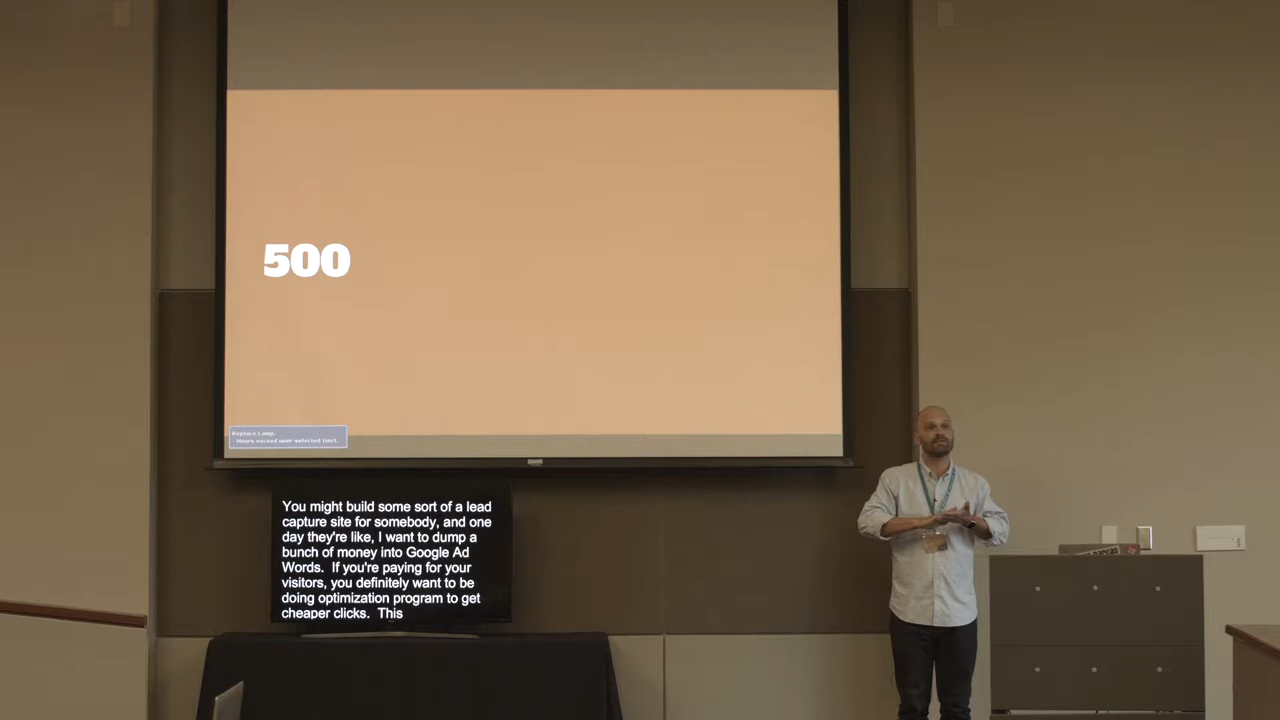 500
Replace Lamp.
Hours exceed user-selected limit.
You might build some sort of a lead
capture site for somebody, and one
day they're like, I want to dump a
bunch of money into Google Ad
Words.  If you're paying for your
visitors, you definitely want to be
doing optimization program to get
cheaper clicks.  This